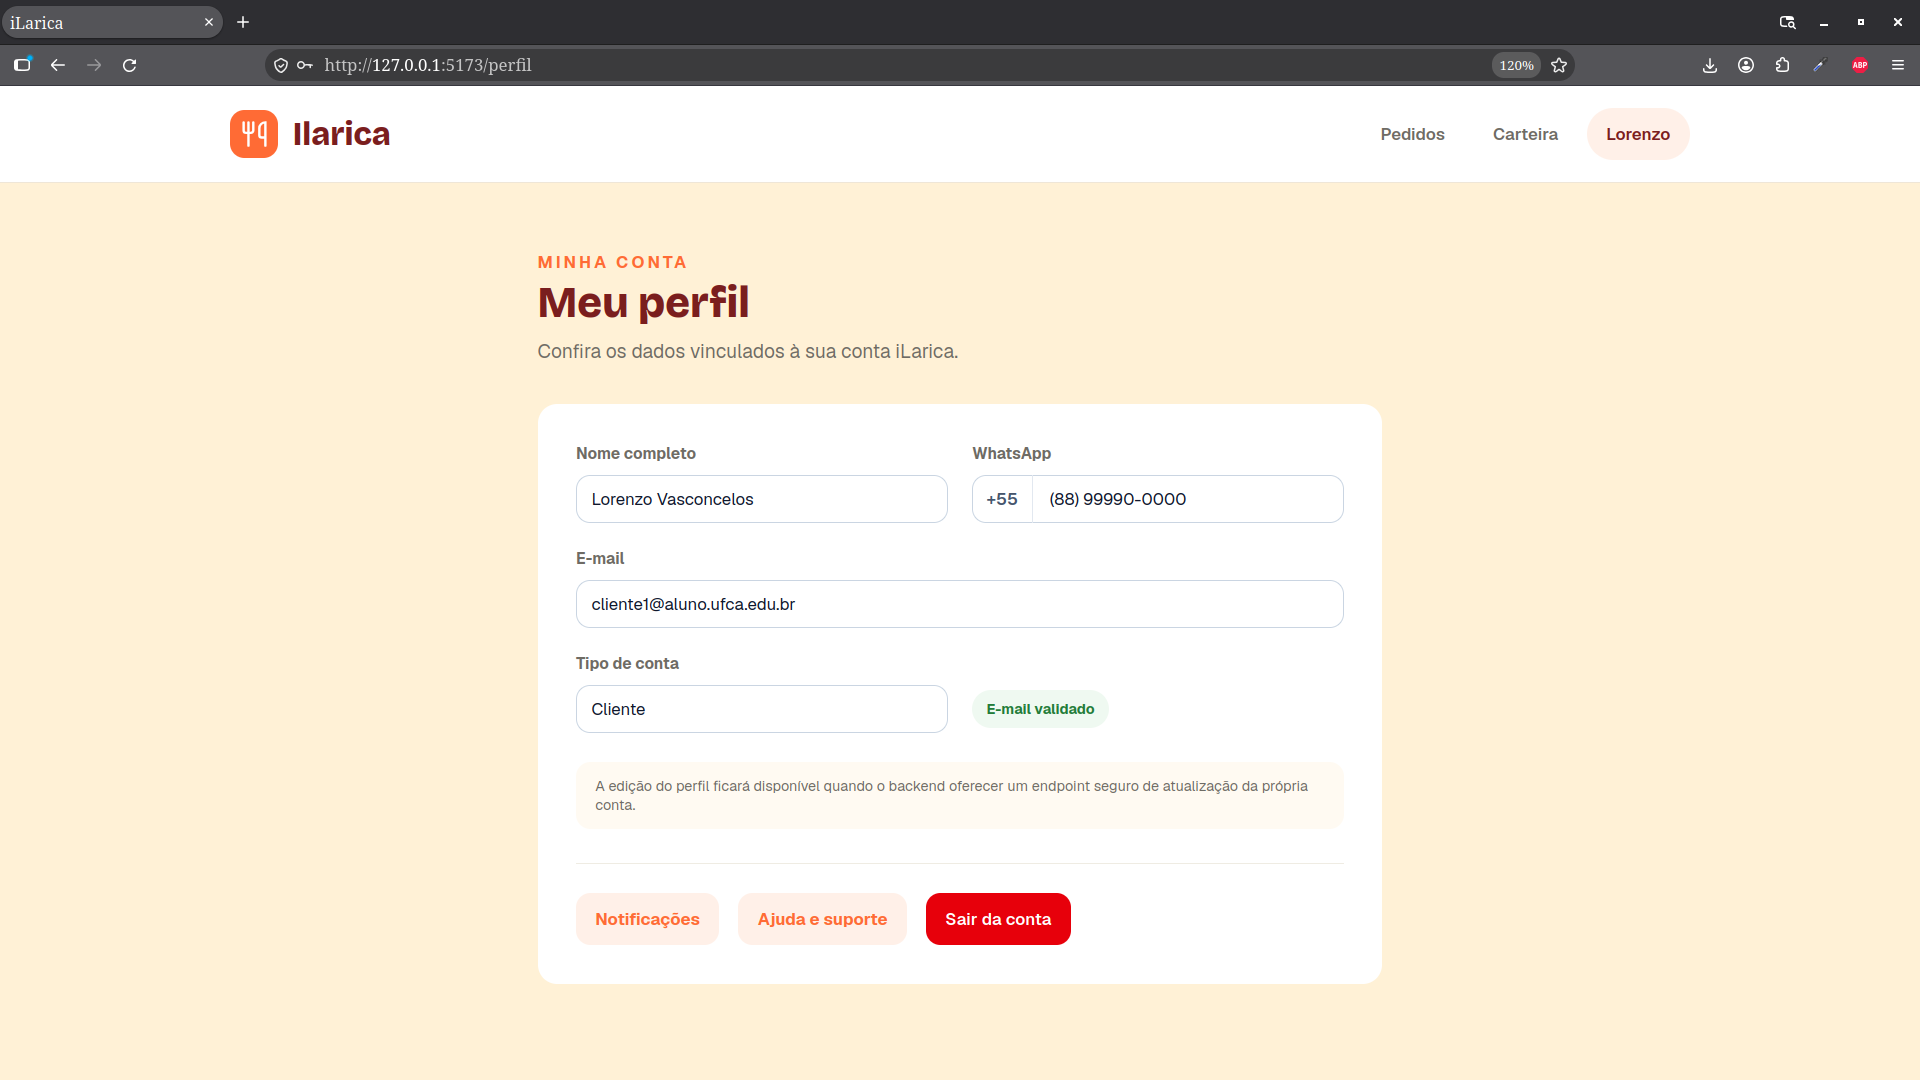 iLarica
http://127.0.0.1:5173/perfil
120%
ABP
Ilarica
Pedidos
Carteira
Lorenzo
MINHA CONTA
Meu perfil
Confira os dados vinculados à sua conta iLarica.
Nome completo
WhatsApp
Lorenzo Vasconcelos
+55
(88) 99990-0000
E-mail
cliente1@aluno.ufca.edu.br
Tipo de conta
Cliente
E-mail validado
A edição do perfil ficará disponível quando o backend oferecer um endpoint seguro de atualização da própria
conta.
Notificações
Ajuda e suporte
Sair da conta